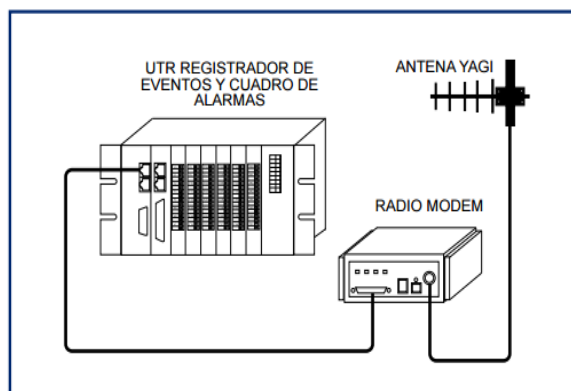 UTR REGISTRADOR DE
EVENTOS Y CUADRO DE
ALARMAS
ANTENA YAGI
RADIO MODEM